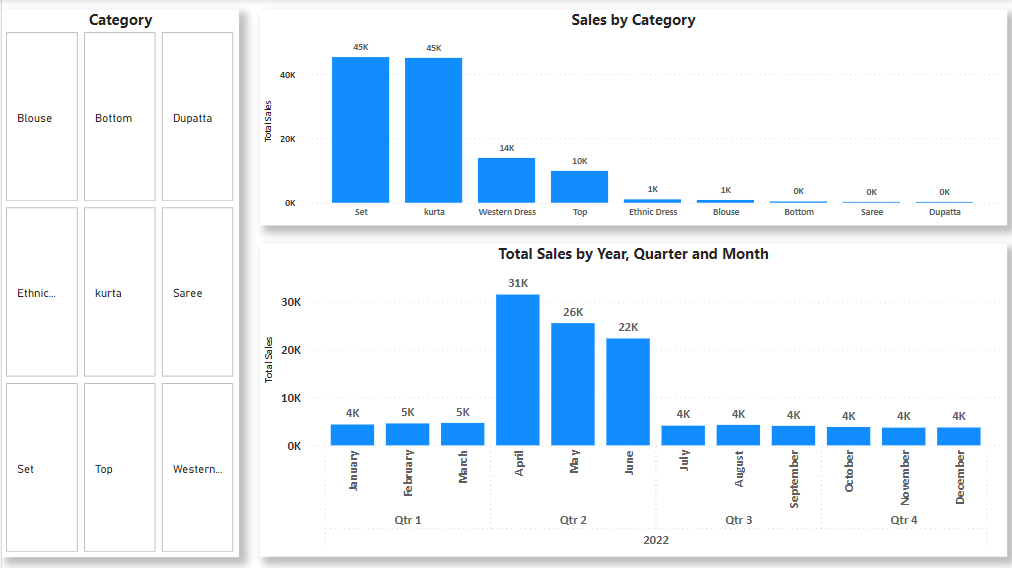 Category
Blouse Bottom Dupatta
Ethnic... kurta Saree
Set Top Western...
Sales by Category
Total Sales
40K
20K
0K
45K 45K 14K 10K 1K 1K 0K 0K 0K
Set kurta Western Dress Top Ethnic Dress Blouse Bottom Saree Dupatta
Total Sales by Year, Quarter and Month
Total Sales
30K
20K
10K
0K
4K 5K 5K 31K 26K 22K 4K 4K 4K 4K 4K 4K
January February March April May June July August September October November December
Qtr 1 Qtr 2 Qtr 3 Qtr 4
2022